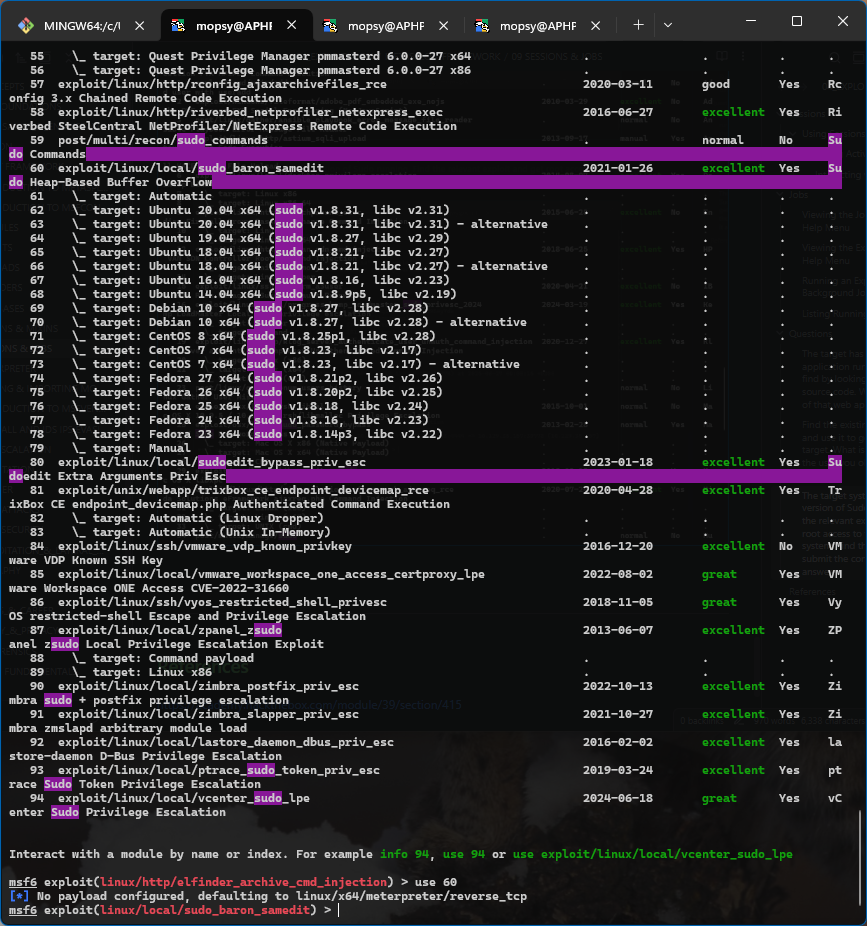 MINGW64:/c/U
mopsy@APHF
mopsy@APHF
mopsy@APHF
55 \_ target: Quest Privilege Manager pmmasterd 6.0.0-27 x64 . . . .
56 \_ target: Quest Privilege Manager pmmasterd 6.0.0-27 x86 . . . .
57 exploit/linux/http/rconfig_ajaxarchivefiles_rce 2020-03-11 good Yes Rc
onfig 3.x Chained Remote Code Execution
58 exploit/linux/http/riverbed_netprofiler_netexpress_exec 2016-06-27 excellent Yes Ri
verbed SteelCentral NetProfiler/NetExpress Remote Code Execution
59 post/multi/recon/sudo_commands . normal No Su
do Commands
60 exploit/linux/local/sudo_baron_samedit 2021-01-26 excellent Yes Su
do Heap-Based Buffer Overflow
61 \_ target: Automatic . . . .
62 \_ target: Ubuntu 20.04 x64 (sudo v1.8.31, libc v2.31) . . . .
63 \_ target: Ubuntu 20.04 x64 (sudo v1.8.31, libc v2.31) - alternative . . . .
64 \_ target: Ubuntu 19.04 x64 (sudo v1.8.27, libc v2.29) . . . .
65 \_ target: Ubuntu 18.04 x64 (sudo v1.8.21, libc v2.27) . . . .
66 \_ target: Ubuntu 18.04 x64 (sudo v1.8.21, libc v2.27) - alternative . . . .
67 \_ target: Ubuntu 16.04 x64 (sudo v1.8.16, libc v2.23) . . . .
68 \_ target: Ubuntu 14.04 x64 (sudo v1.8.9p5, libc v2.19) . . . .
69 \_ target: Debian 10 x64 (sudo v1.8.27, libc v2.28) . . . .
70 \_ target: Debian 10 x64 (sudo v1.8.27, libc v2.28) - alternative . . . .
71 \_ target: CentOS 8 x64 (sudo v1.8.25p1, libc v2.28) . . . .
72 \_ target: CentOS 7 x64 (sudo v1.8.23, libc v2.17) . . . .
73 \_ target: CentOS 7 x64 (sudo v1.8.23, libc v2.17) - alternative . . . .
74 \_ target: Fedora 27 x64 (sudo v1.8.21p2, libc v2.26) . . . .
75 \_ target: Fedora 26 x64 (sudo v1.8.20p2, libc v2.25) . . . .
76 \_ target: Fedora 25 x64 (sudo v1.8.18, libc v2.24) . . . .
77 \_ target: Fedora 24 x64 (sudo v1.8.16, libc v2.23) . . . .
78 \_ target: Fedora 23 x64 (sudo v1.8.14p3, libc v2.22) . . . .
79 \_ target: Manual . . . .
80 exploit/linux/local/sudoedit_bypass_priv_esc 2023-01-18 excellent Yes Su
doedit Extra Arguments Priv Esc
81 exploit/unix/webapp/trixbox_ce_endpoint_devicemap_rce 2020-04-28 excellent Yes Tr
ixBox CE endpoint_devicemap.php Authenticated Command Execution
82 \_ target: Automatic (Linux Dropper) . . . .
83 \_ target: Automatic (Unix In-Memory) . . . .
84 exploit/linux/ssh/vmware_vdp_known_privkey 2016-12-20 excellent No VM
ware VDP Known SSH Key
85 exploit/linux/local/vmware_workspace_one_access_certproxy_lpe 2022-08-02 great Yes VM
ware Workspace ONE Access CVE-2022-31660
86 exploit/linux/ssh/vyos_restricted_shell_privesc 2018-11-05 great Yes Vy
OS restricted-shell Escape and Privilege Escalation
87 exploit/linux/local/zpanel_zsudo 2013-06-07 excellent Yes ZP
anel zsudo Local Privilege Escalation Exploit
88 \_ target: Command payload . . . .
89 \_ target: Linux x86 . . . .
90 exploit/linux/local/zimbra_postfix_priv_esc 2022-10-13 excellent Yes Zi
mbra sudo + postfix privilege escalation
91 exploit/linux/local/zimbra_slapper_priv_esc 2021-10-27 excellent Yes Zi
mbra zmslapd arbitrary module load
92 exploit/linux/local/lastore_daemon_dbus_priv_esc 2016-02-02 excellent Yes la
store-daemon D-Bus Privilege Escalation
93 exploit/linux/local/ptrace_sudo_token_priv_esc 2019-03-24 excellent Yes pt
race Sudo Token Privilege Escalation
94 exploit/linux/local/vcenter_sudo_lpe 2024-06-18 great Yes vC
enter Sudo Privilege Escalation
Interact with a module by name or index. For example info 94, use 94 or use exploit/linux/local/vcenter_sudo_lpe
msf6 exploit(linux/http/elfinder_archive_cmd_injection) > use 60
[*] No payload configured, defaulting to linux/x64/meterpreter/reverse_tcp
msf6 exploit(linux/local/sudo_baron_samedit) >